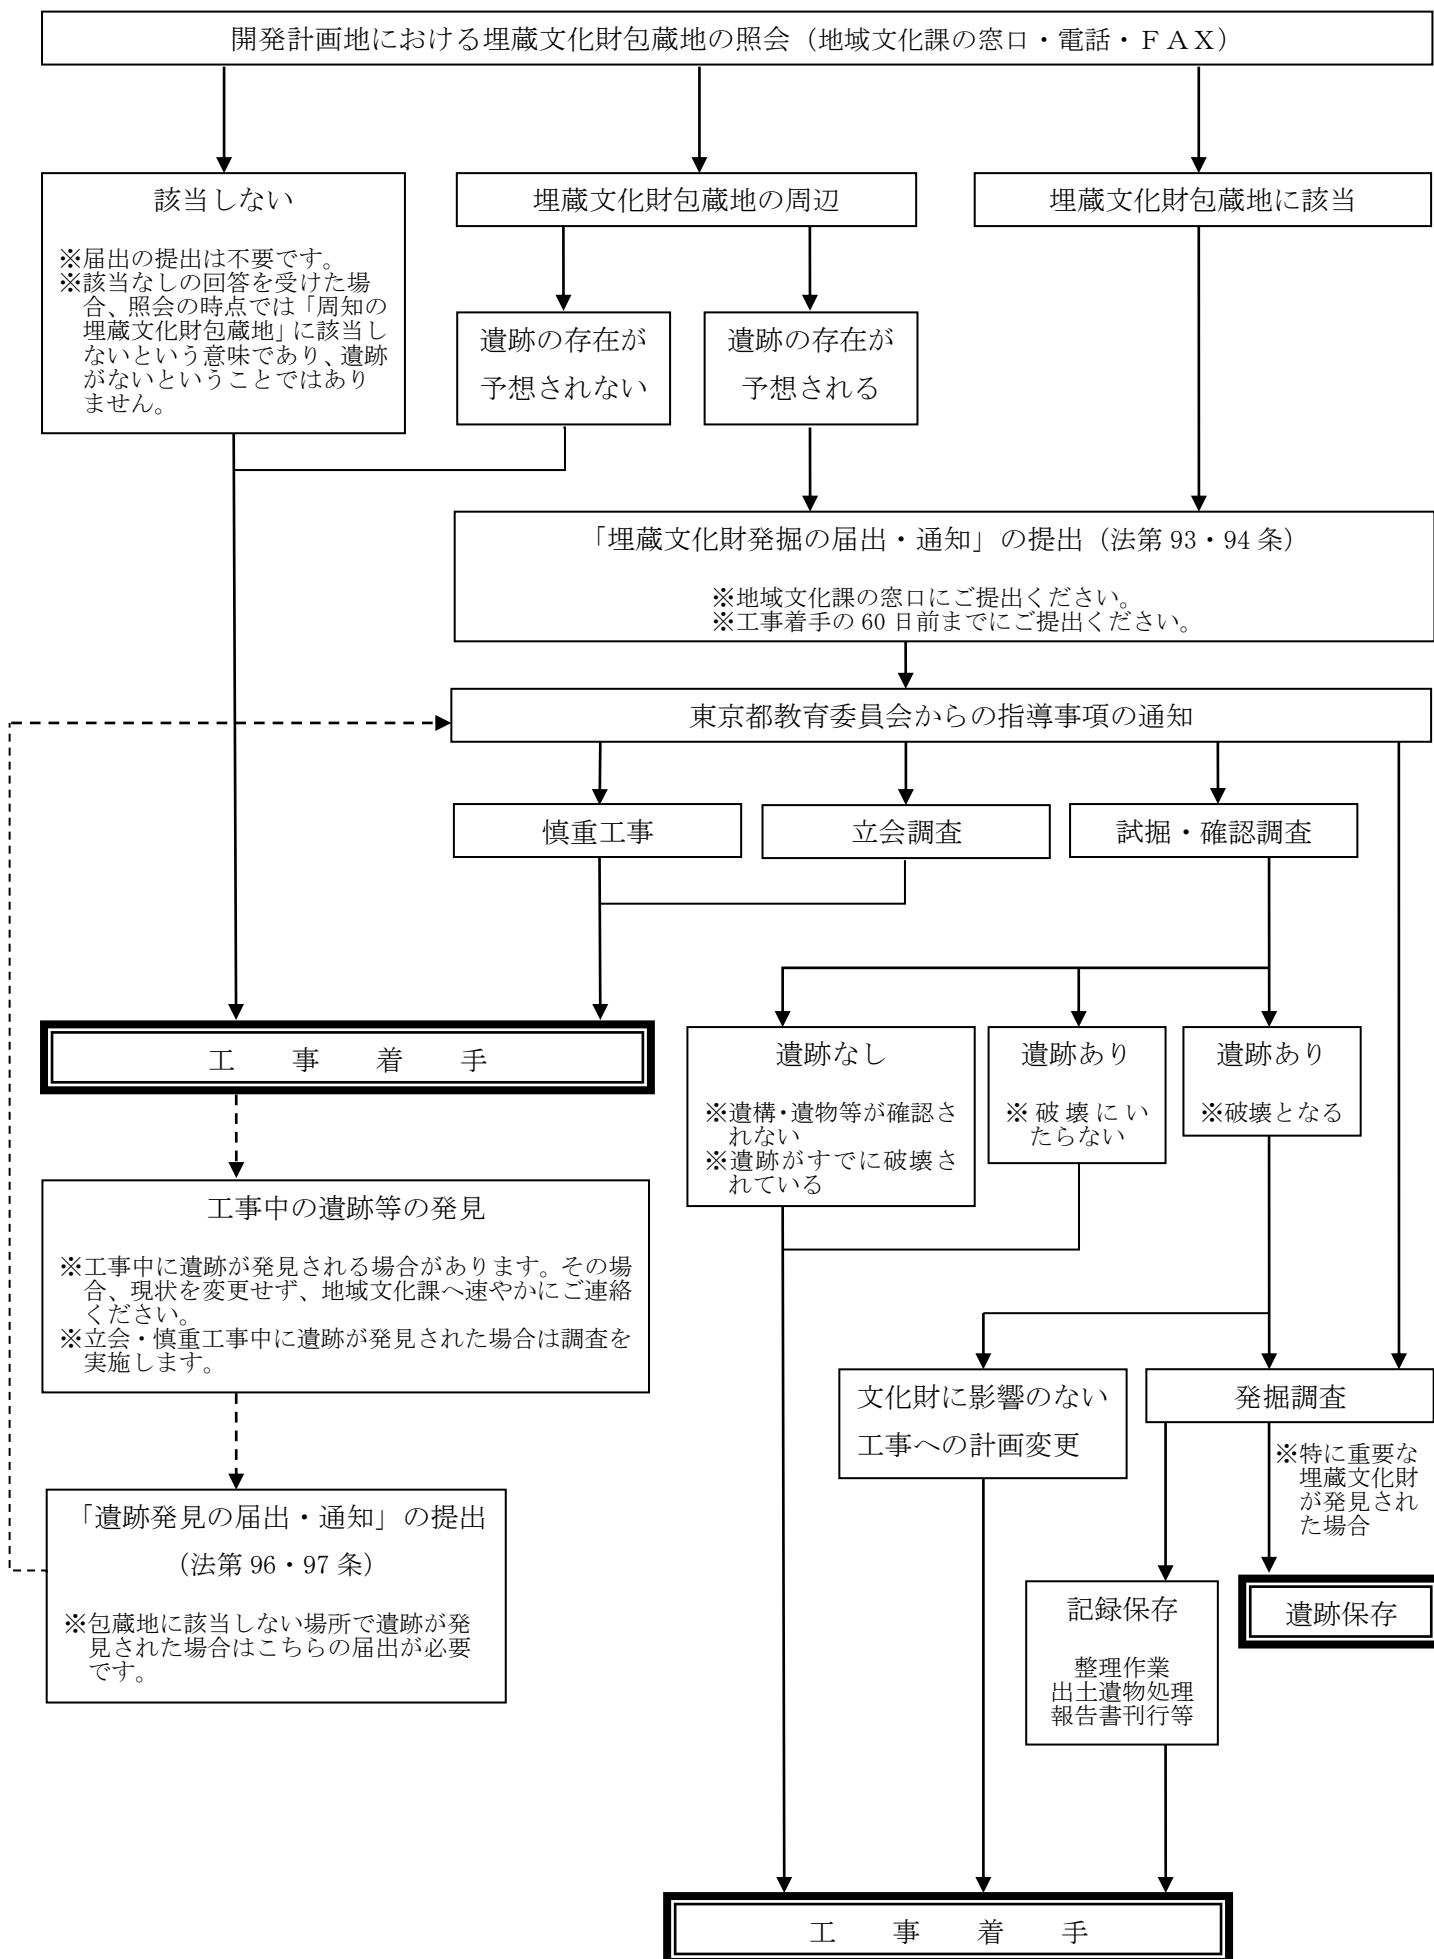 開発計画地における埋蔵文化財包蔵地の照会（地域文化課の窓口・電話・ＦＡＸ）
該当しない
※届出の提出は不要です。
※該当なしの回答を受けた場
合、照会の時点では「周知の
埋蔵文化財包蔵地」に該当し
ないという意味であり、遺跡
がないということではあり
ません。
埋蔵文化財包蔵地の周辺
埋蔵文化財包蔵地に該当
遺跡の存在が
予想されない
遺跡の存在が
予想される
「埋蔵文化財発掘の届出・通知」の提出（法第 93・94 条）
※地域文化課の窓口にご提出ください。
※工事着手の 60 日前までにご提出ください。
東京都教育委員会からの指導事項の通知
慎重工事
立会調査
試掘・確認調査
工　事　着　手
遺跡なし
※遺構・遺物等が確認さ
れない
※遺跡がすでに破壊さ
れている
遺跡あり
※破壊にい
たらない
遺跡あり
※破壊となる
工事中の遺跡等の発見
※工事中に遺跡が発見される場合があります。その場
合、現状を変更せず、地域文化課へ速やかにご連絡
ください。
※立会・慎重工事中に遺跡が発見された場合は調査を
実施します。
文化財に影響のない
工事への計画変更
発掘調査
※特に重要な
埋蔵文化財
が発見され
た場合
「遺跡発見の届出・通知」の提出
（法第 96・97 条）
※包蔵地に該当しない場所で遺跡が発
見された場合はこちらの届出が必要
です。
記録保存
整理作業
出土遺物処理
報告書刊行等
遺跡保存
工　事　着　手